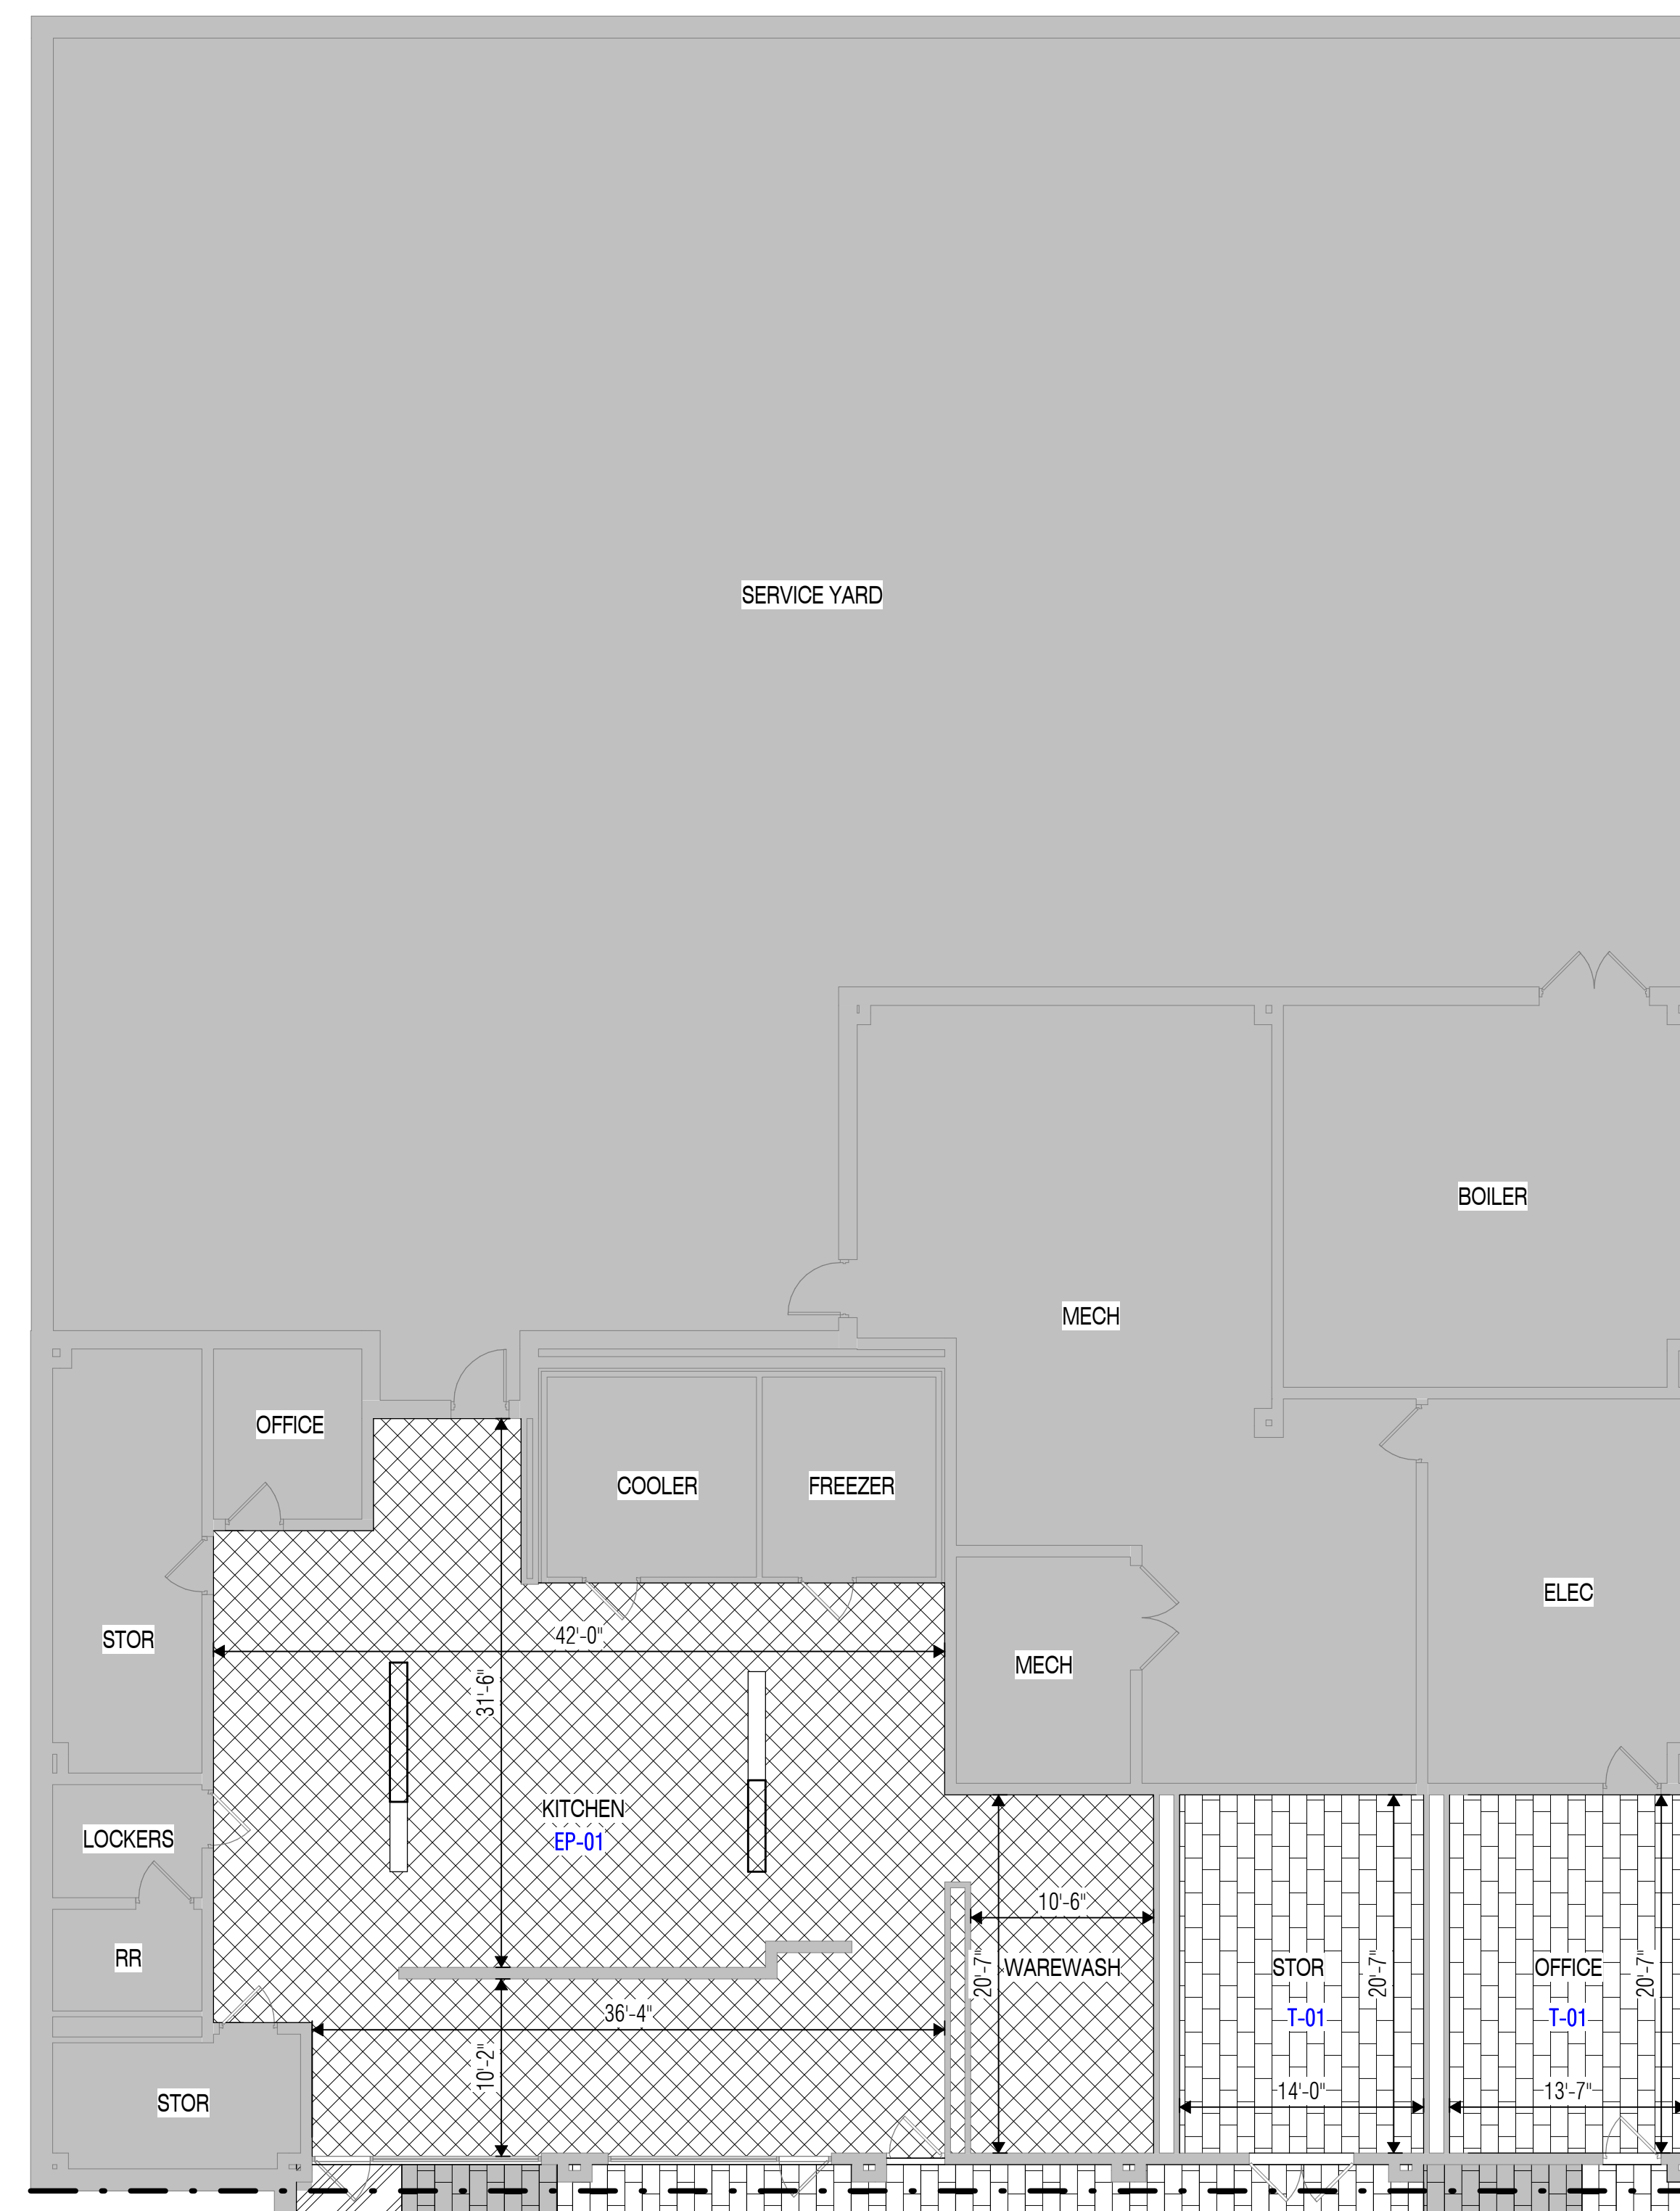 SERVICE YARD
BOILER
MECH
OFFICE
COOLER
FREEZER
ELEC
STOR
42'-0"
MECH
31'-6"
KITCHEN
EP-01
LOCKERS
10'-6"
RR
20'-7"
WAREWASH
STOR
20'-7"
OFFICE
20'-7"
36'-4"
T-01
T-01
10'-2"
STOR
14'-0"
13'-7"